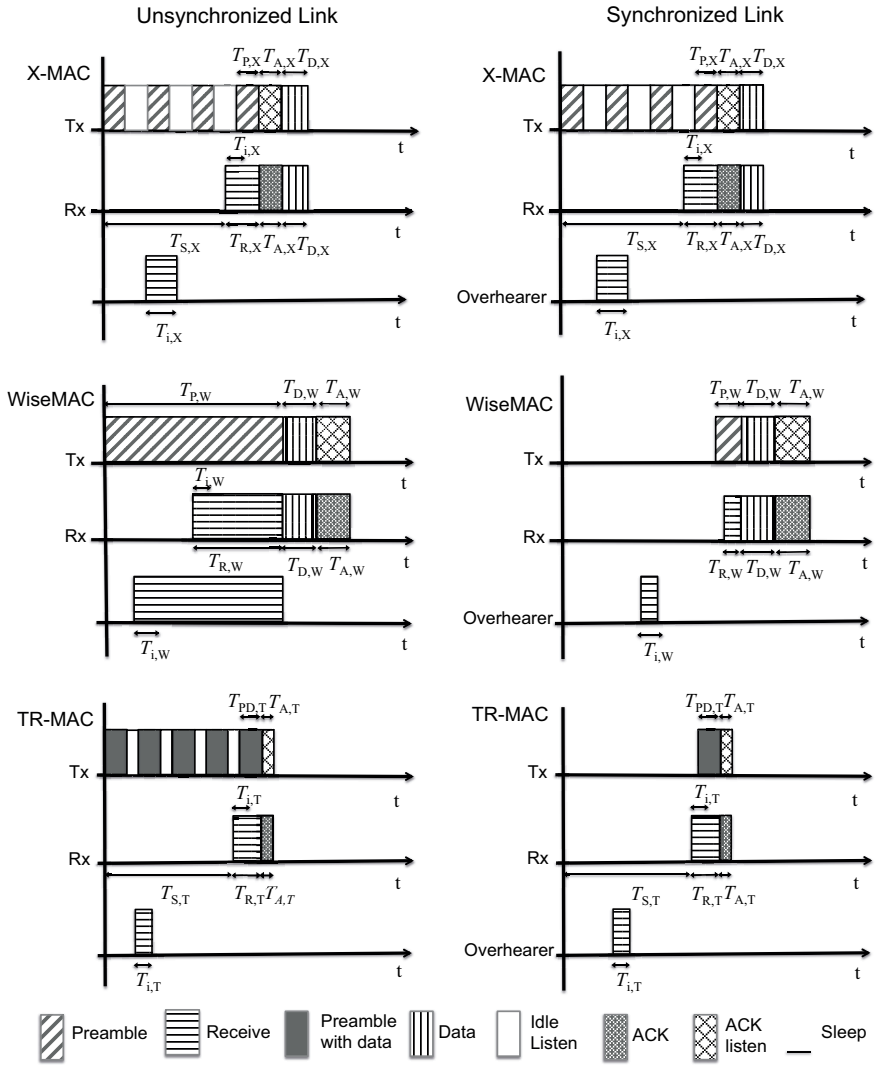 Unsynchronized Link
Synchronized Link
X-MAC
T_P,X T_A,X T_D,X
Tx
t
T_i,X
Rx
t
T_S,X T_R,X T_A,X T_D,X
t
T_i,X
X-MAC
T_P,X T_A,X T_D,X
Tx
t
T_i,X
Rx
t
T_S,X T_R,X T_A,X T_D,X
Overhearer
t
T_i,X
WiseMAC
T_P,W T_D,W T_A,W
Tx
t
T_i,W
Rx
t
T_R,W T_D,W T_A,W
t
T_i,W
WiseMAC
T_P,W T_D,W T_A,W
Tx
t
Rx
t
T_R,W T_D,W T_A,W
Overhearer
t
T_i,W
TR-MAC
T_PD,T T_A,T
Tx
t
T_i,T
Rx
t
T_S,T T_R,T T_A,T
t
T_i,T
TR-MAC
T_PD,T T_A,T
Tx
t
T_i,T
Rx
t
T_S,T T_R,T T_A,T
Overhearer
t
T_i,T
Preamble
Receive
Preamble
with data
Data
Idle
Listen
ACK
ACK
listen
Sleep